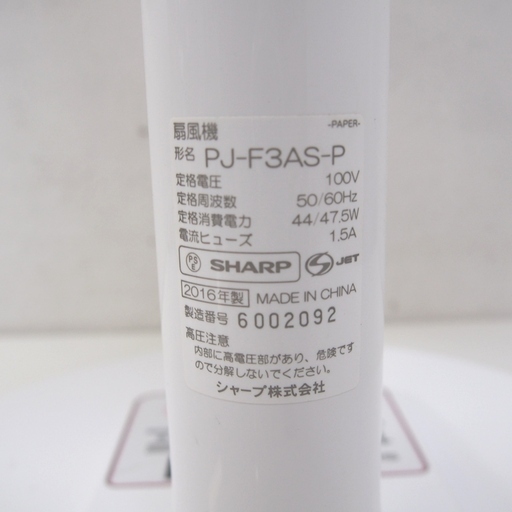 扇風機 -PAPER-
形名 PJ-F3AS-P
定格電圧 100V
定格周波数 50/60Hz
定格消費電力 44/47.5W
電流ヒューズ 1.5A
PSE SHARP S JET
2016年製 MADE IN CHINA
製造番号 6002092
高圧注意
内部に高電圧部があり、危険です
ので分解しないでください。
シャープ株式会社